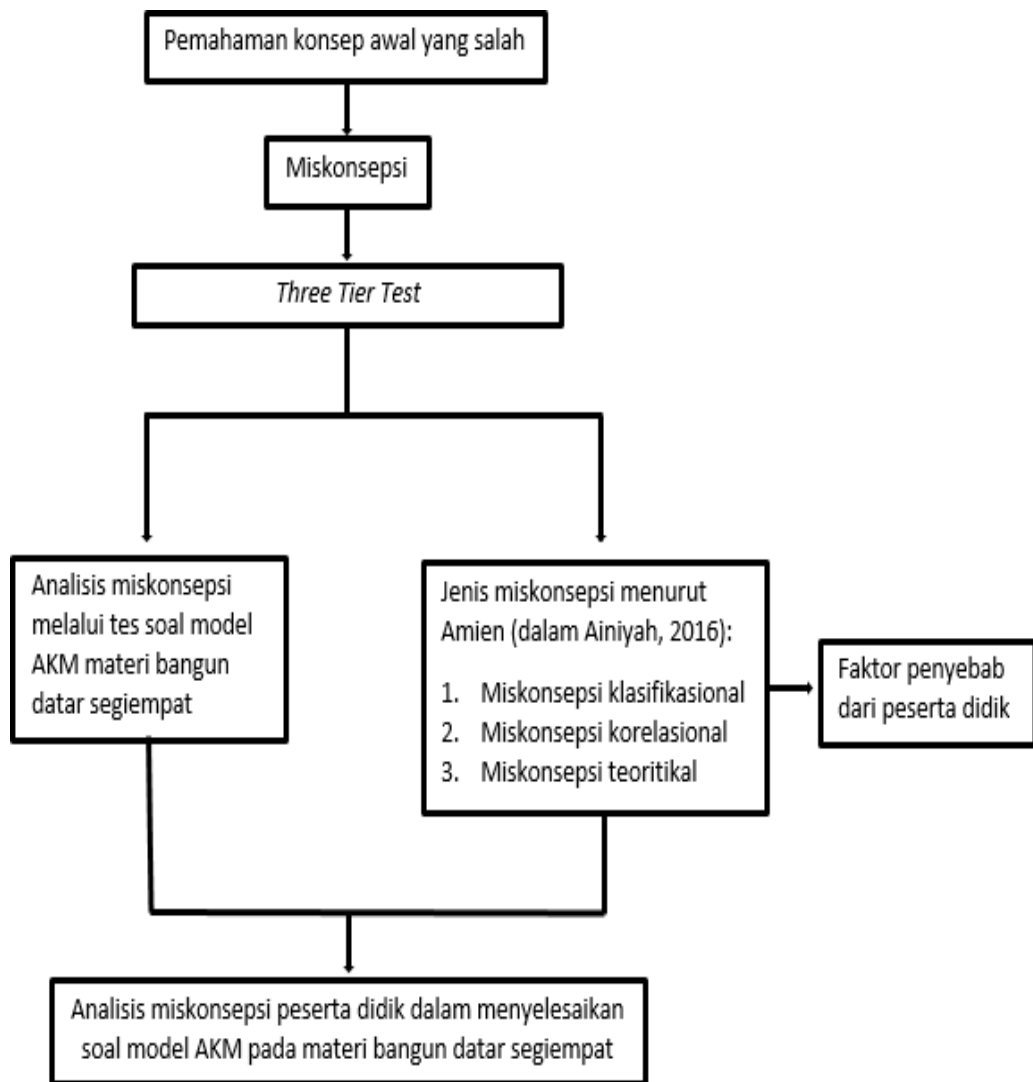 Pemahaman konsep awal yang salah
Miskonsepsi
Three Tier Test
Analisis miskonsepsi
melalui tes soal model
AKM materi bangun
datar segiempat
Jenis miskonsepsi menurut
Amien (dalam Ainiyah, 2016):
1. Miskonsepsi klasifikasional
2. Miskonsepsi korelasional
3. Miskonsepsi teoritikal
Faktor penyebab
dari peserta didik
Analisis miskonsepsi peserta didik dalam menyelesaikan
soal model AKM pada materi bangun datar segiempat